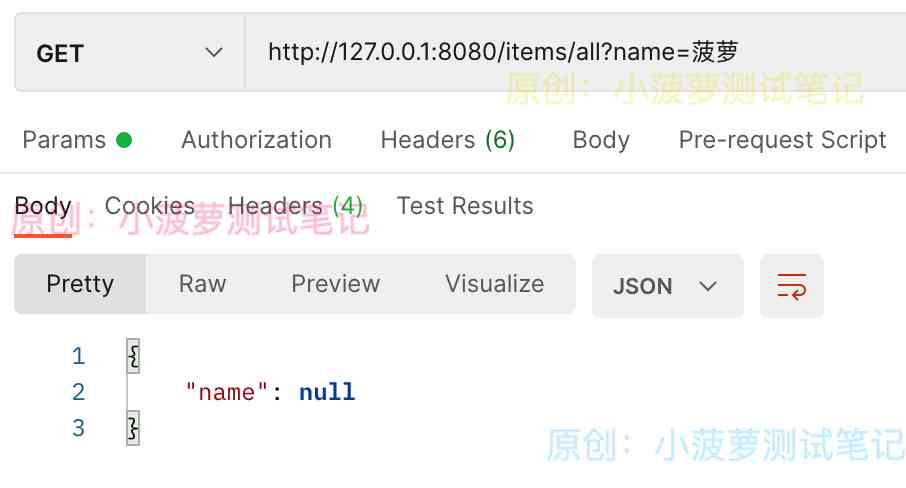 GET http://127.0.0.1:8080/items/all?name=菠萝
原创：小菠萝测试笔记
Params Authorization Headers (6) Body Pre-request Script
Body Cookies Headers (4) Test Results
原创：小菠萝测试笔记
Pretty Raw Preview Visualize JSON
1 {
2 "name": null
3 }
原创：小菠萝测试笔记